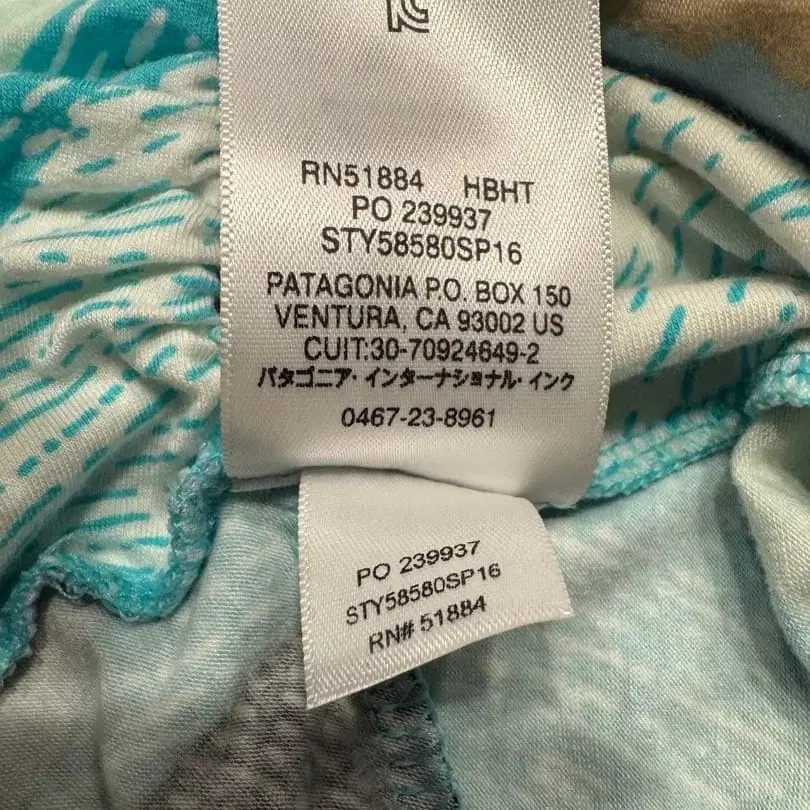 RN51884 HBHT
PO 239937
STY58580SP16
PATAGONIA P.O. BOX 150
VENTURA, CA 93002 US
CUIT:30-70924649-2
パタゴニア・インターナショナル・インク
0467-23-8961
PO 239937
STY58580SP16
RN# 51884